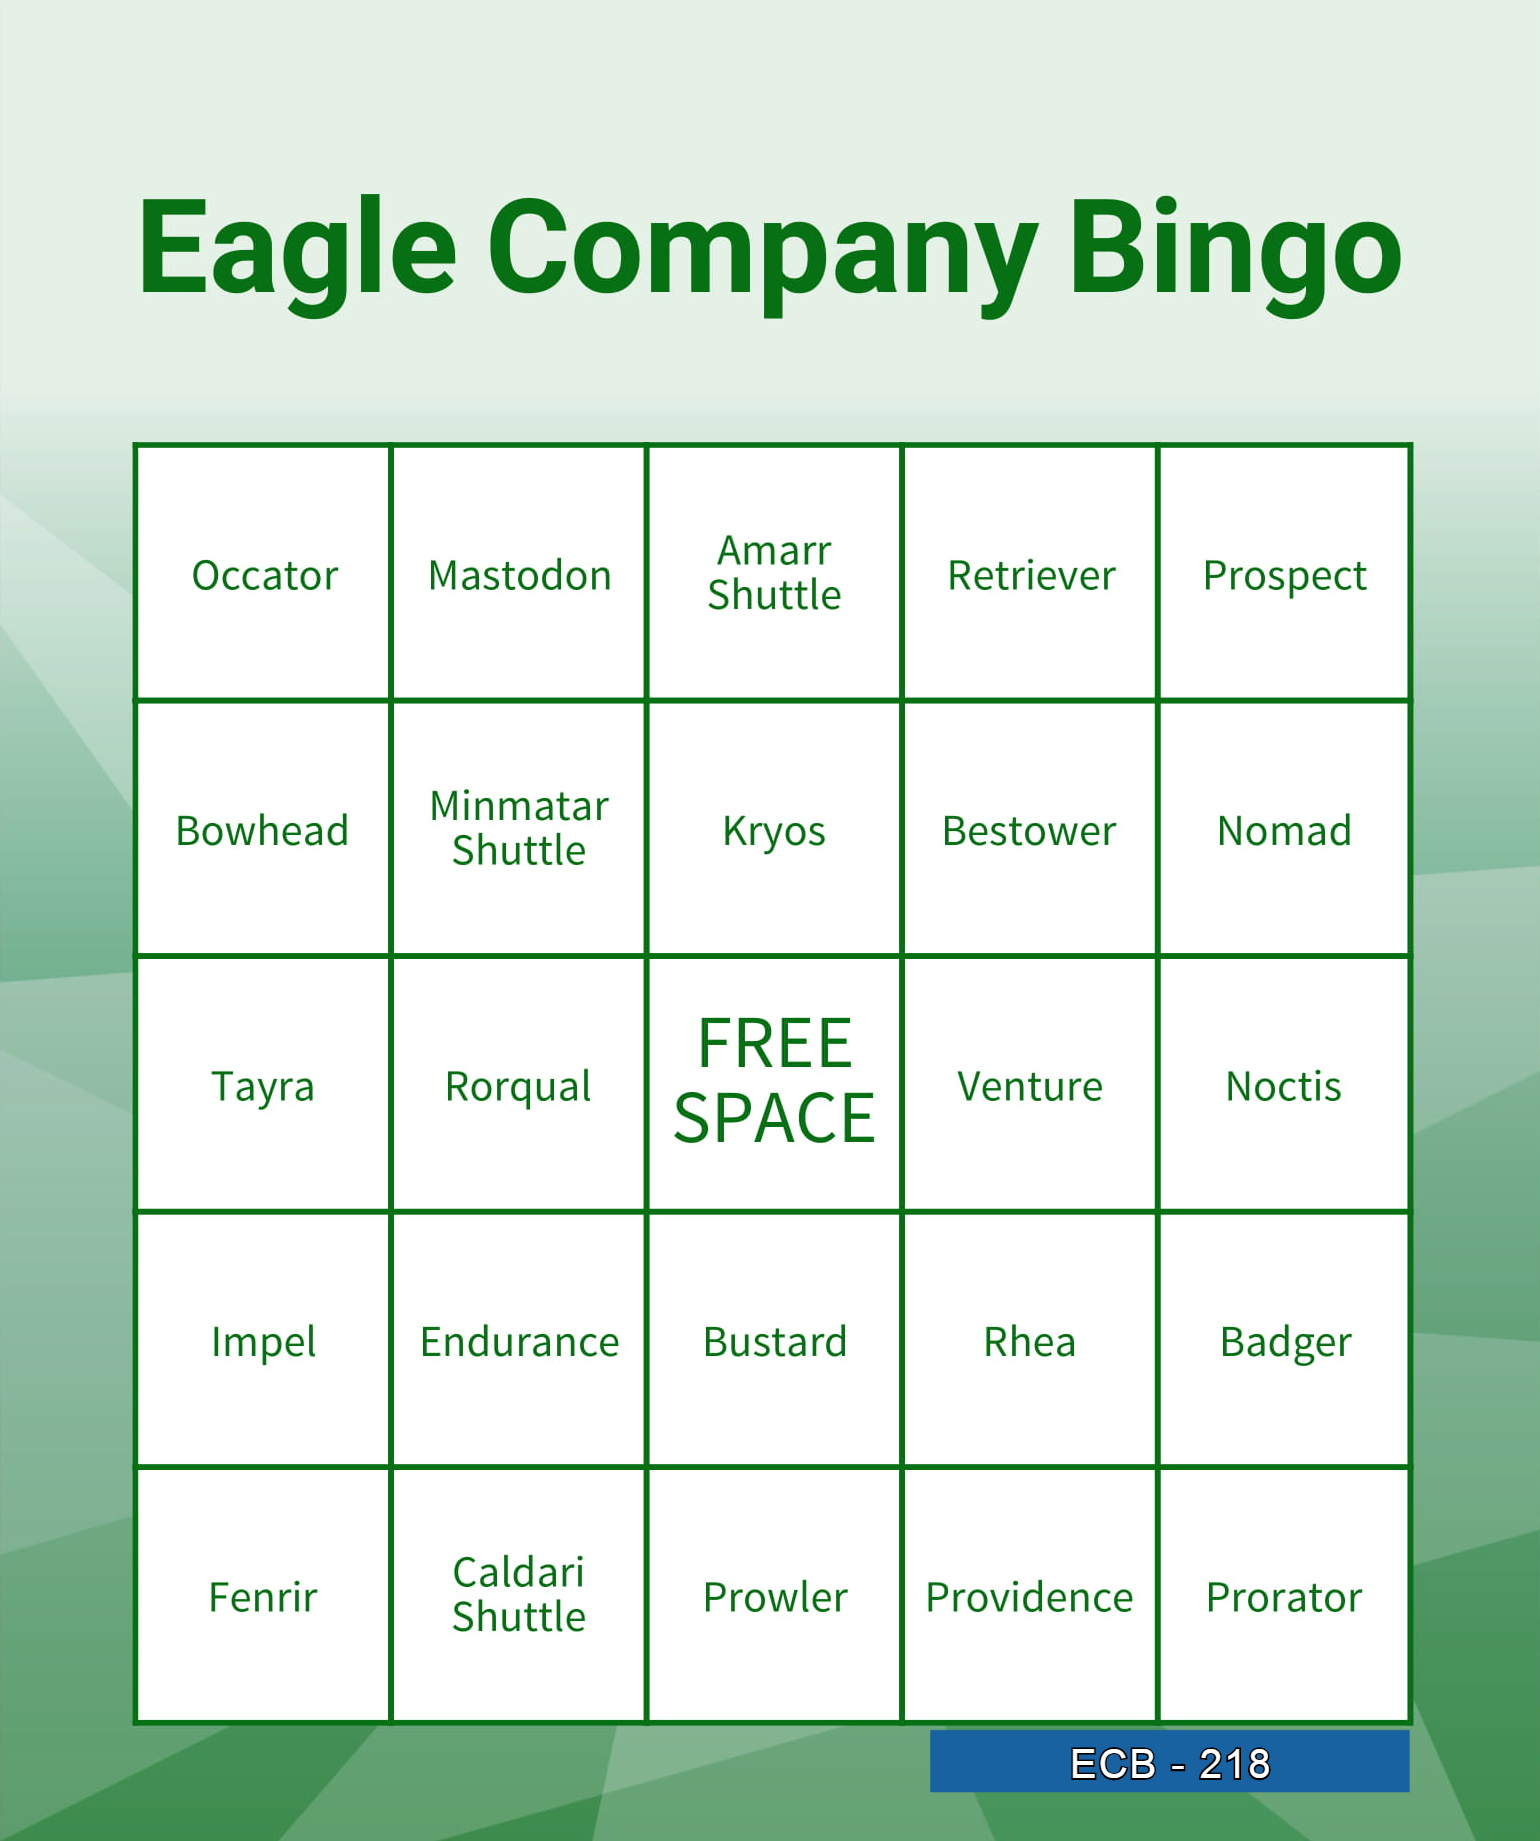 Eagle Company Bingo
Occator
Mastodon
Amarr
Shuttle
Retriever
Prospect
Bowhead
Minmatar
Shuttle
Kryos
Bestower
Nomad
Tayra
Rorqual
FREE
SPACE
Venture
Noctis
Impel
Endurance
Bustard
Rhea
Badger
Fenrir
Caldari
Shuttle
Prowler
Providence
Prorator
ECB - 218